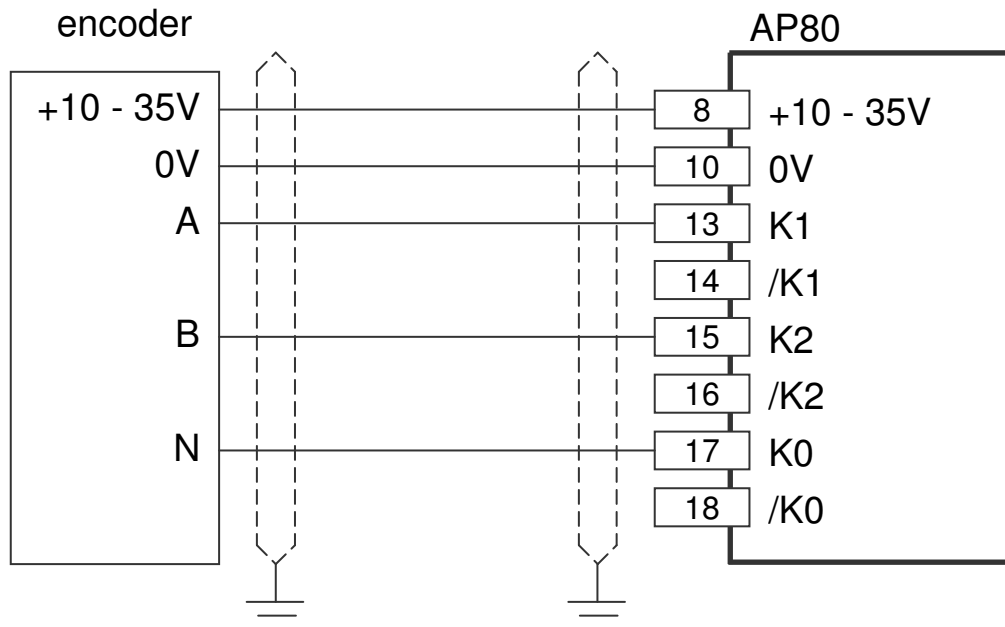 encoder
AP80
+10 - 35V
8
+10 - 35V
0V
10
0V
A
13
K1
14
/K1
B
15
K2
16
/K2
N
17
K0
18
/K0